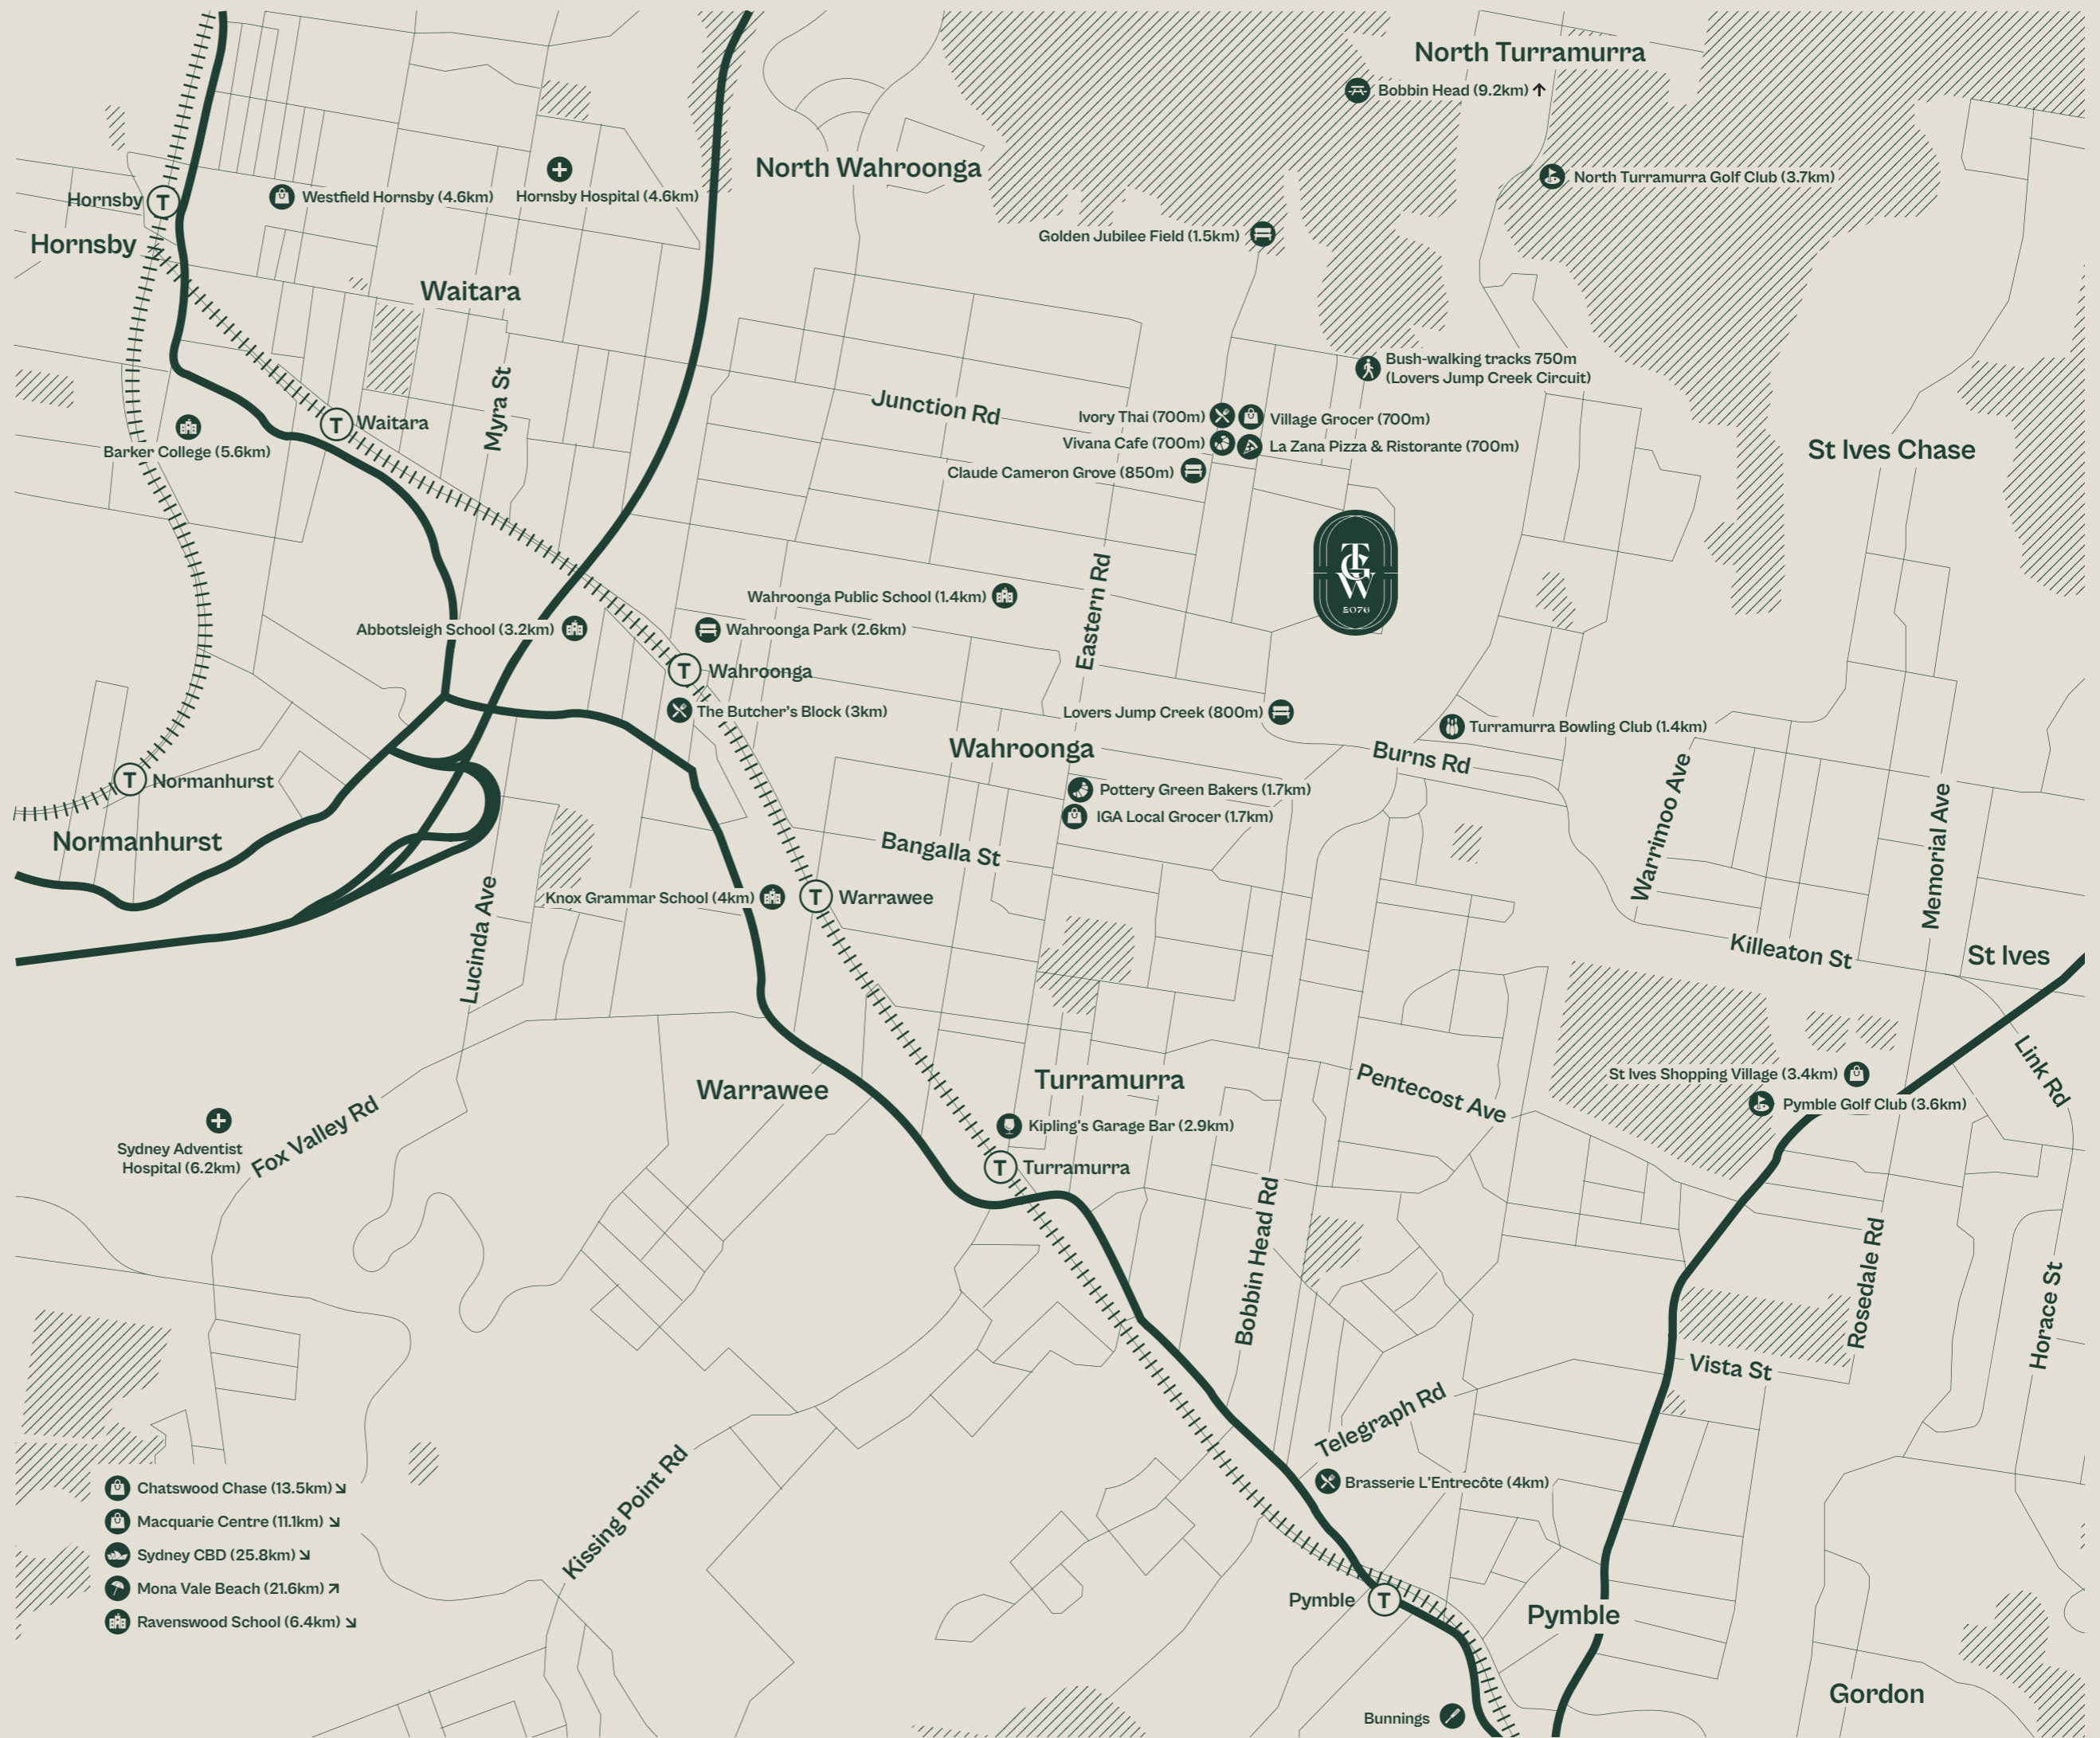 North Turramurra
Bobbin Head (9.2km) ↑
North Wahroonga
North Turramurra Golf Club (3.7km)
Hornsby
T
Westfield Hornsby (4.6km)
Hornsby Hospital (4.6km)
Hornsby
Golden Jubilee Field (1.5km)
Waitara
Bush-walking tracks 750m
(Lovers Jump Creek Circuit)
Myra St
Junction Rd
Ivory Thai (700m)
Village Grocer (700m)
T
Waitara
Vivana Cafe (700m)
La Zana Pizza & Ristorante (700m)
St Ives Chase
Barker College (5.6km)
Claude Cameron Grove (850m)
TGW
2076
Eastern Rd
Wahroonga Public School (1.4km)
Abbotsleigh School (3.2km)
Wahroonga Park (2.6km)
T
Wahroonga
The Butcher's Block (3km)
Lovers Jump Creek (800m)
Turramurra Bowling Club (1.4km)
Wahroonga
Burns Rd
T
Normanhurst
Pottery Green Bakers (1.7km)
Warrimoo Ave
IGA Local Grocer (1.7km)
Normanhurst
Bangalla St
Memorial Ave
Knox Grammar School (4km)
T
Warrawee
Lucinda Ave
Killeaton St
St Ives
Link Rd
St Ives Shopping Village (3.4km)
Turramurra
Warrawee
Pentecost Ave
Pymble Golf Club (3.6km)
Sydney Adventist
Hospital (6.2km)
Fox Valley Rd
Kipling's Garage Bar (2.9km)
T
Turramurra
Bobbin Head Rd
Rosedale Rd
Horace St
Vista St
Telegraph Rd
Brasserie L'Entrecôte (4km)
Kissing Point Rd
Chatswood Chase (13.5km) ↘
Macquarie Centre (11.1km) ↘
Sydney CBD (25.8km) ↘
Mona Vale Beach (21.6km) ↗
Ravenswood School (6.4km) ↘
Pymble
T
Pymble
Gordon
Bunnings